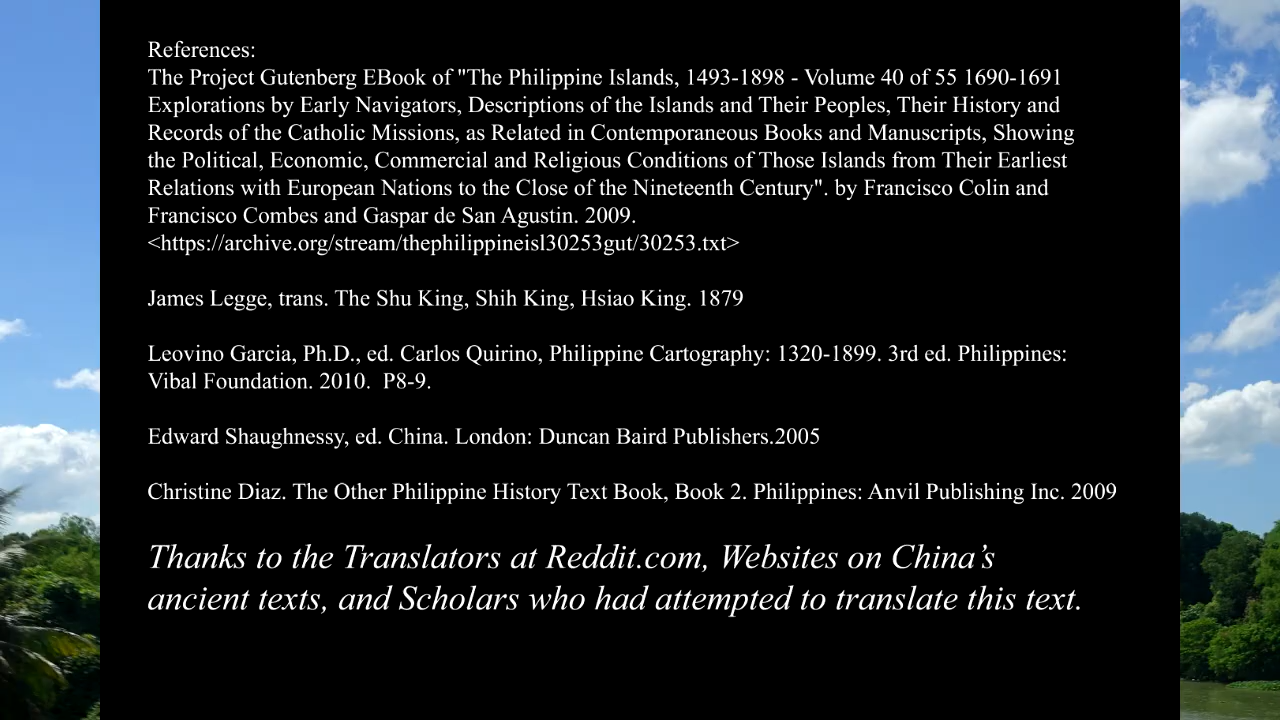 References:
The Project Gutenberg EBook of "The Philippine Islands, 1493-1898 - Volume 40 of 55 1690-1691
Explorations by Early Navigators, Descriptions of the Islands and Their Peoples, Their History and
Records of the Catholic Missions, as Related in Contemporaneous Books and Manuscripts, Showing
the Political, Economic, Commercial and Religious Conditions of Those Islands from Their Earliest
Relations with European Nations to the Close of the Nineteenth Century". by Francisco Colin and
Francisco Combes and Gaspar de San Agustin. 2009.
<https://archive.org/stream/thephilippineisl30253gut/30253.txt>
James Legge, trans. The Shu King, Shih King, Hsiao King. 1879
Leovino Garcia, Ph.D., ed. Carlos Quirino, Philippine Cartography: 1320-1899. 3rd ed. Philippines:
Vibal Foundation. 2010.  P8-9.
Edward Shaughnessy, ed. China. London: Duncan Baird Publishers.2005
Christine Diaz. The Other Philippine History Text Book, Book 2. Philippines: Anvil Publishing Inc. 2009
Thanks to the Translators at Reddit.com, Websites on China’s
ancient texts, and Scholars who had attempted to translate this text.